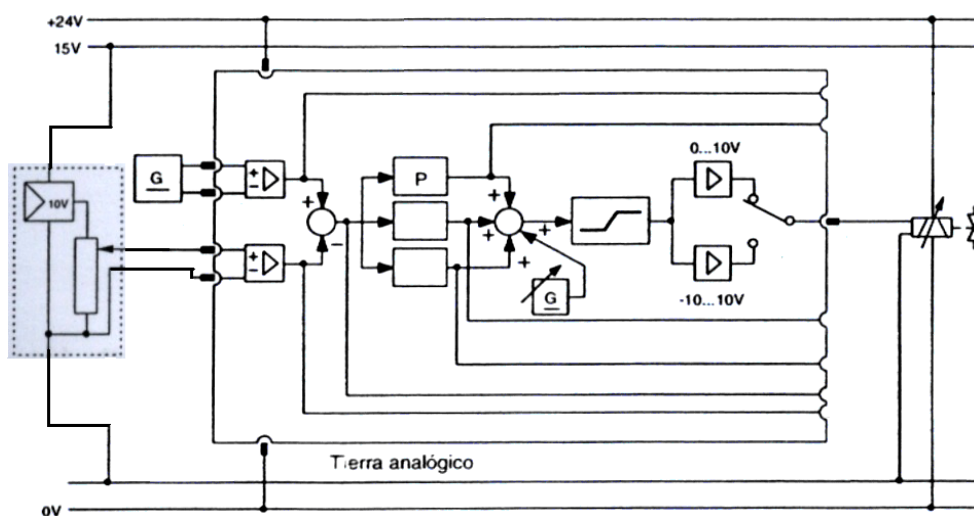 +24V
15V
10V
G
+
−
+
−
+
−
P
+
+
+
+
G
0...10V
-10...10V
Tierra analógico
0V